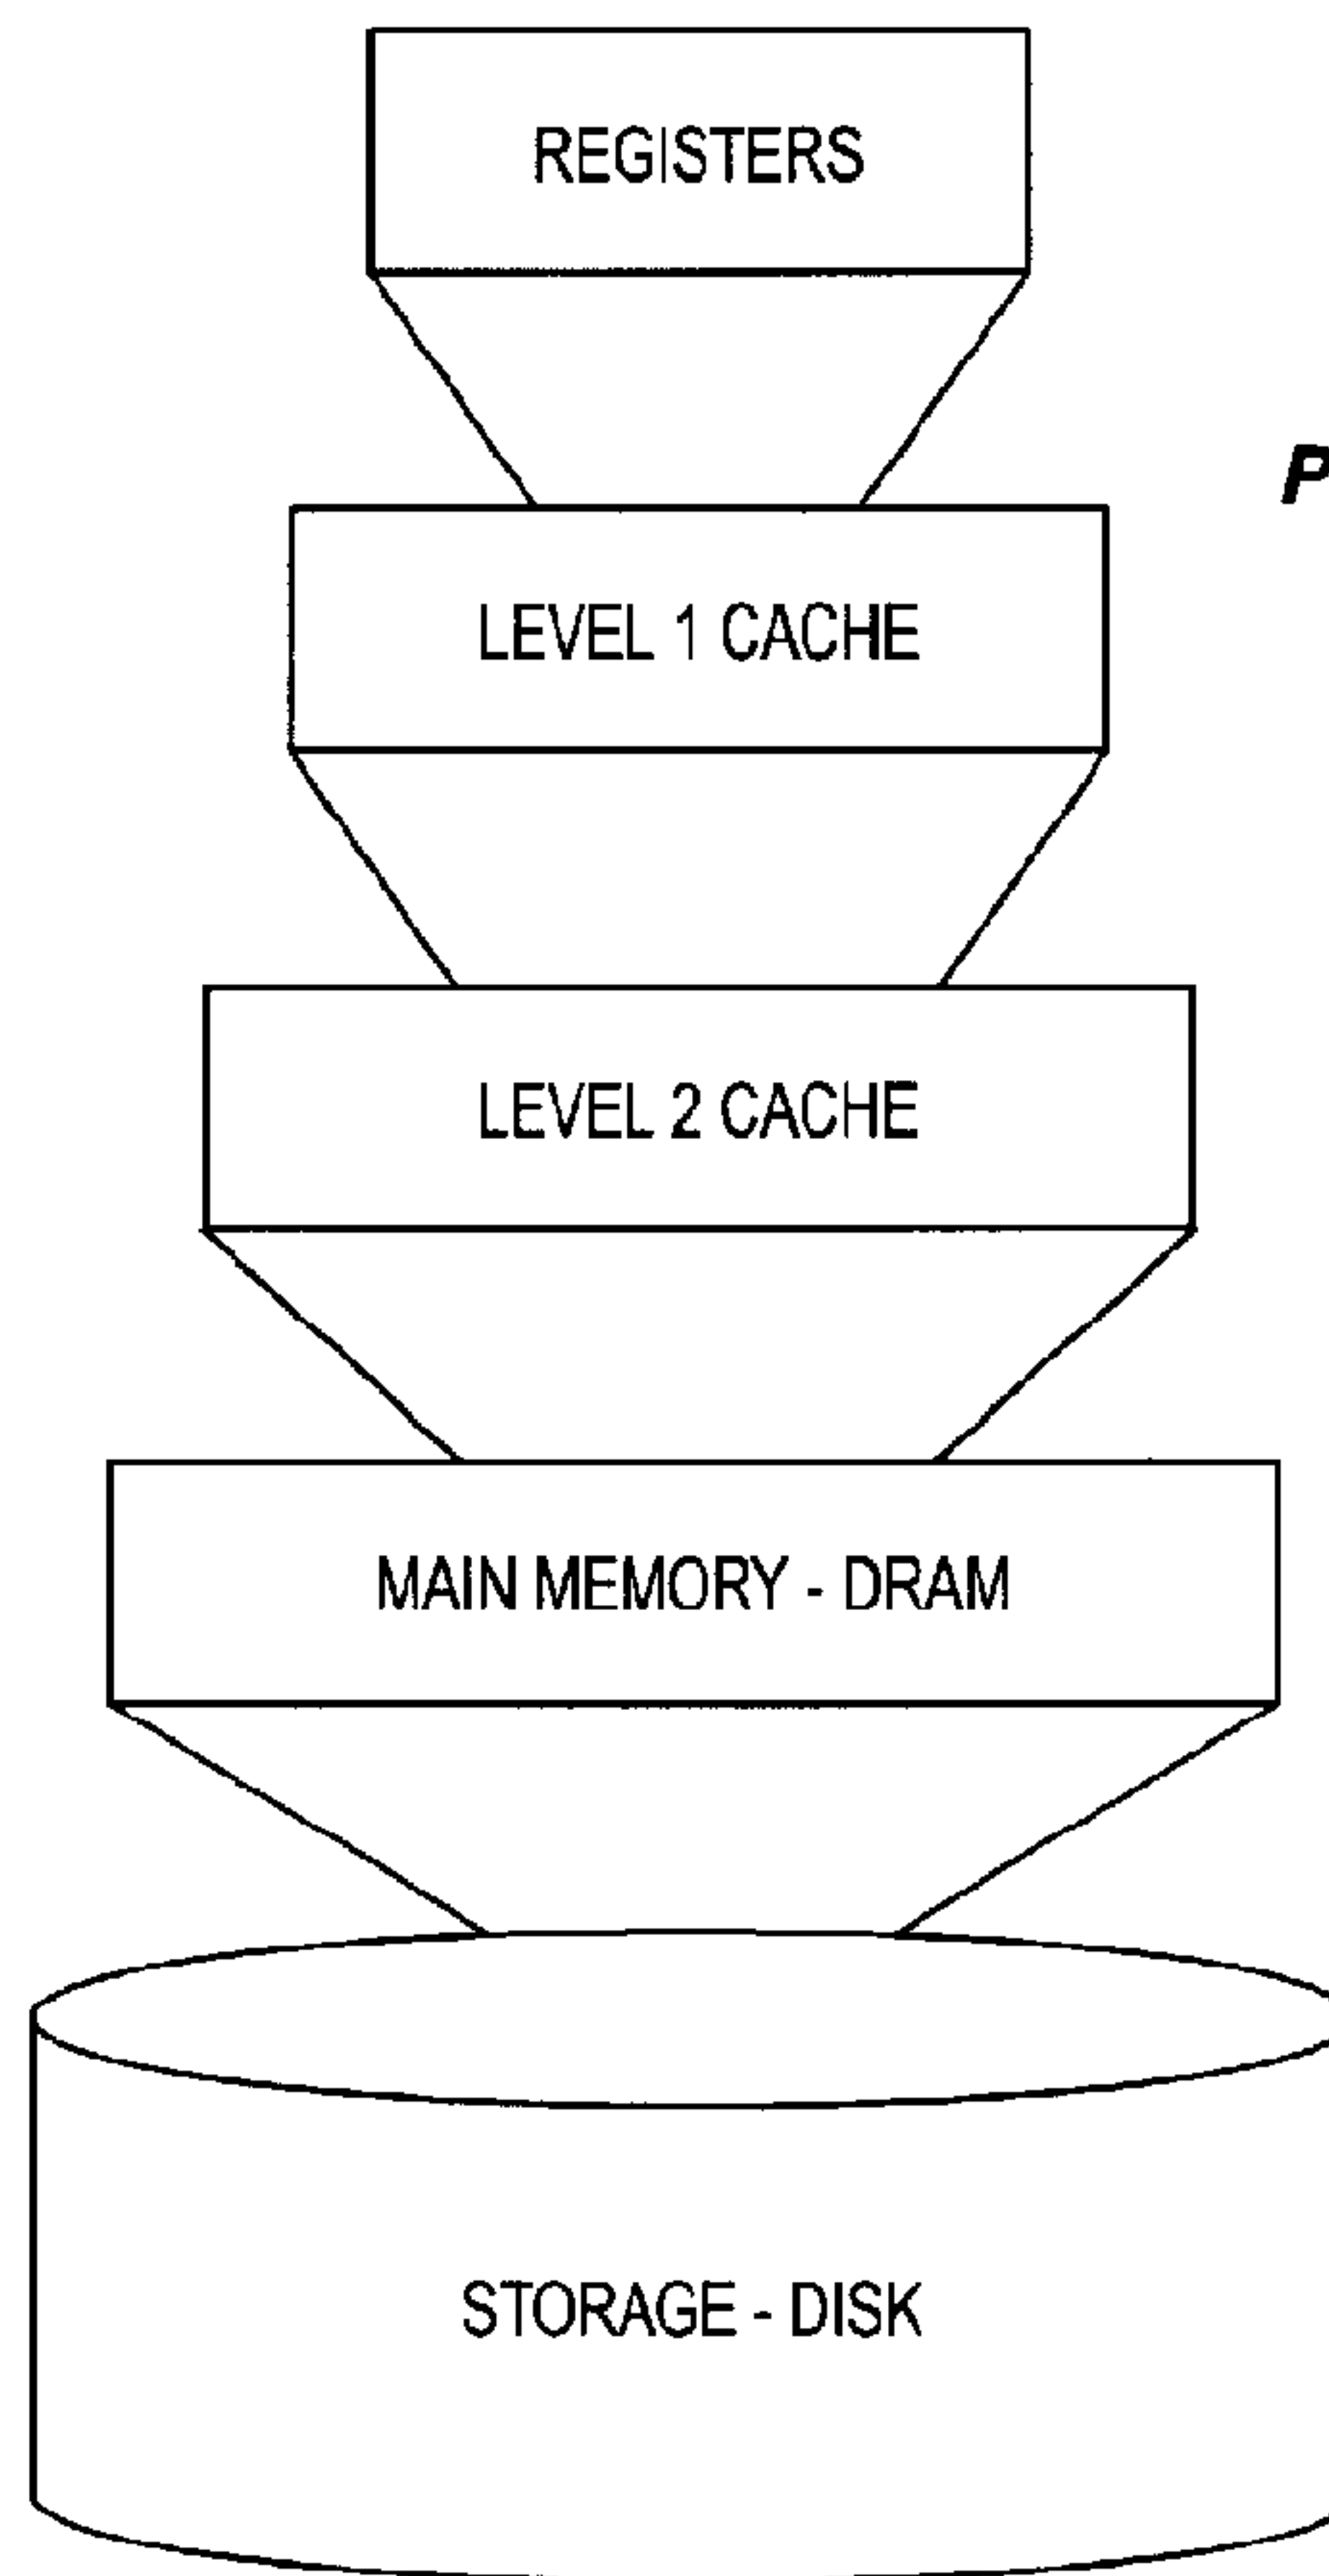 REGISTERS
P
LEVEL 1 CACHE
LEVEL 2 CACHE
MAIN MEMORY - DRAM
STORAGE - DISK